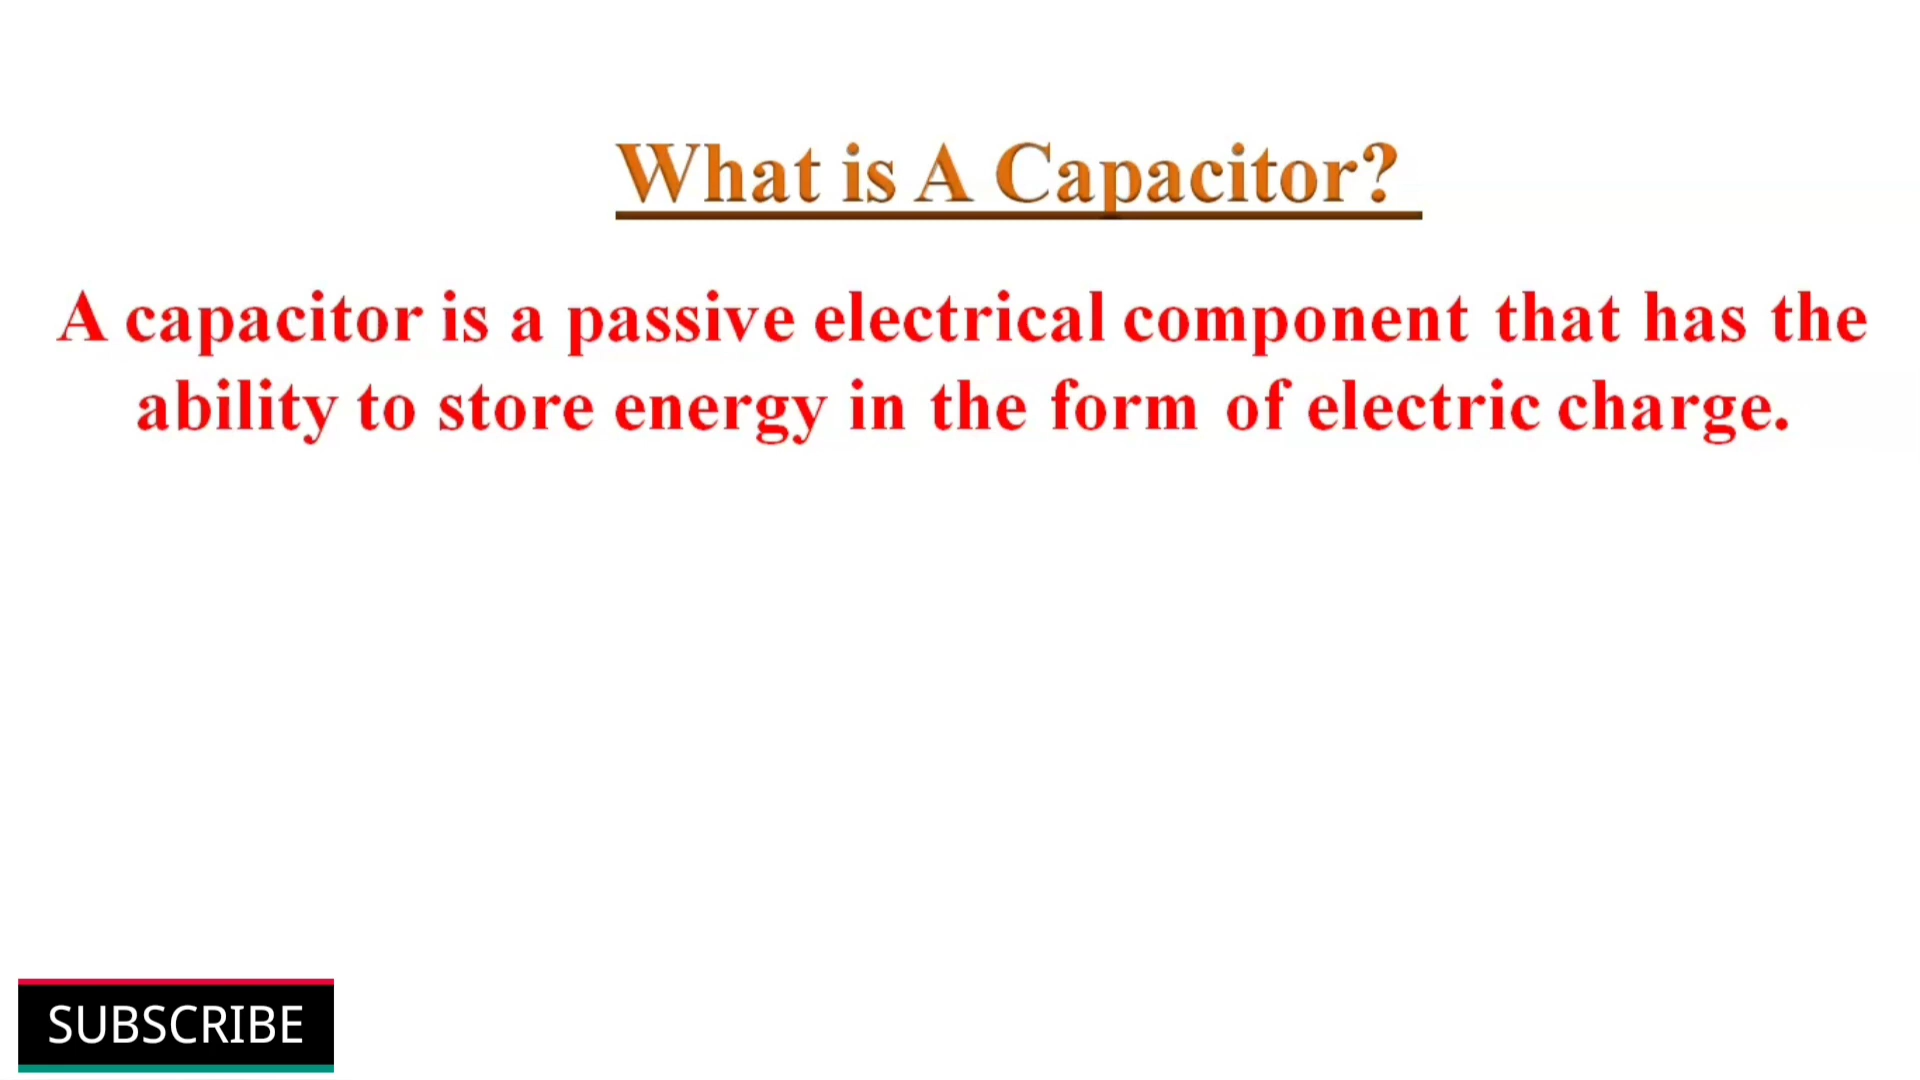 What is A Capacitor?
A capacitor is a passive electrical component that has the
ability to store energy in the form of electric charge.
SUBSCRIBE